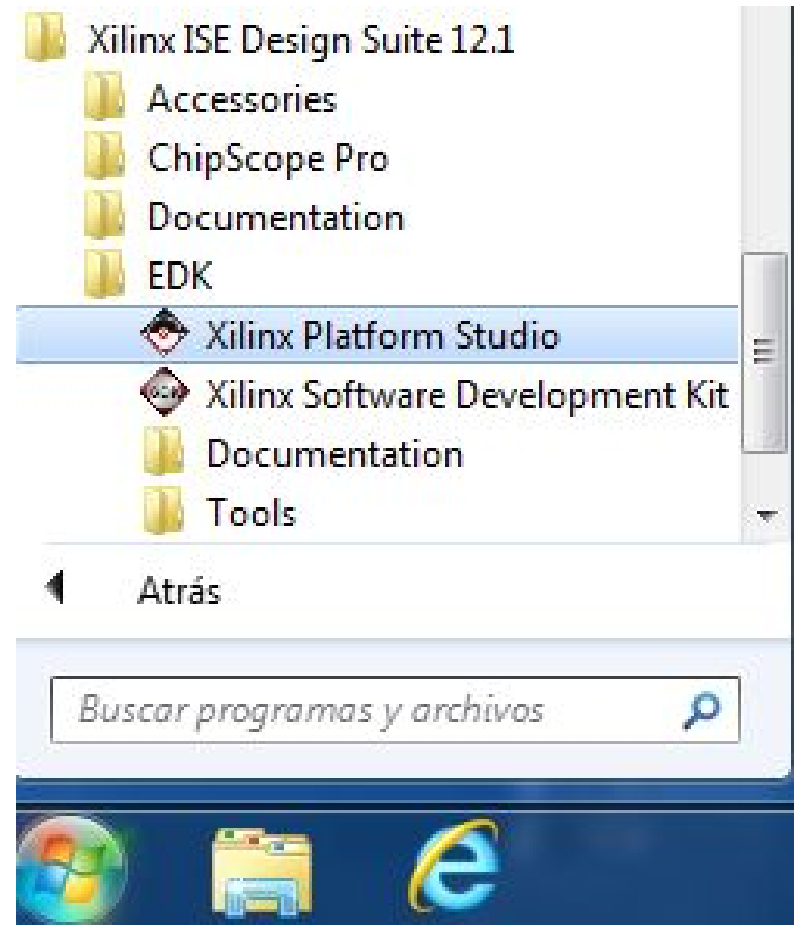 Xilinx ISE Design Suite 12.1
Accessories
ChipScope Pro
Documentation
EDK
Xilinx Platform Studio
Xilinx Software Development Kit
Documentation
Tools
Atrás
Buscar programas y archivos